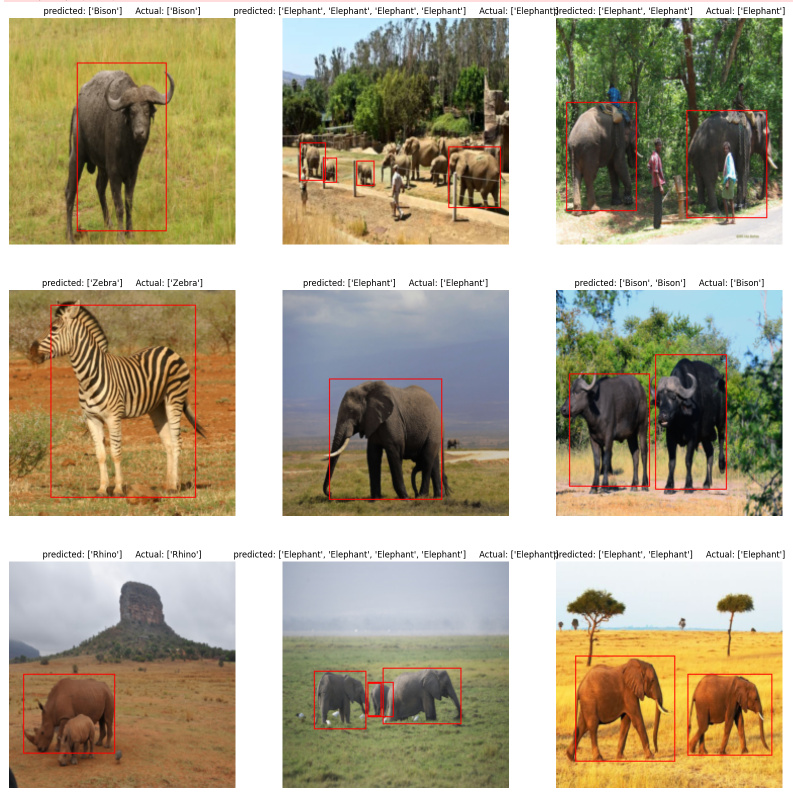 predicted: ['Bison'] Actual: ['Bison']
predicted: ['Elephant', 'Elephant', 'Elephant', 'Elephant'] Actual: ['Elephant']
predicted: ['Elephant', 'Elephant'] Actual: ['Elephant']
predicted: ['Zebra'] Actual: ['Zebra']
predicted: ['Elephant'] Actual: ['Elephant']
predicted: ['Bison', 'Bison'] Actual: ['Bison']
predicted: ['Rhino'] Actual: ['Rhino']
predicted: ['Elephant', 'Elephant', 'Elephant', 'Elephant'] Actual: ['Elephant']
predicted: ['Elephant', 'Elephant'] Actual: ['Elephant']